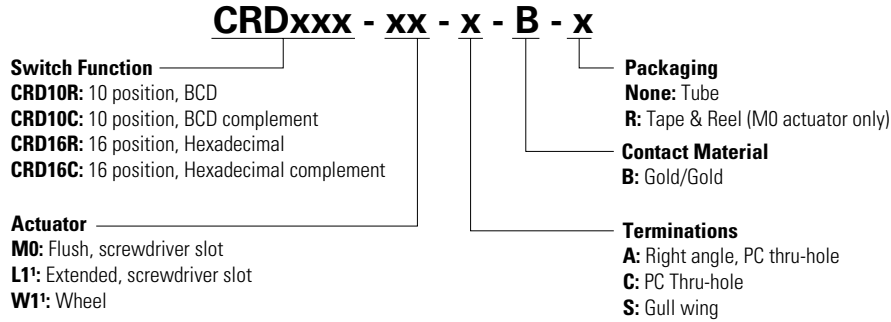 CRDxxx - xx - x - B - x
Switch Function
CRD10R: 10 position, BCD
CRD10C: 10 position, BCD complement
CRD16R: 16 position, Hexadecimal
CRD16C: 16 position, Hexadecimal complement
Actuator
M0: Flush, screwdriver slot
L1¹: Extended, screwdriver slot
W1¹: Wheel
Packaging
None: Tube
R: Tape & Reel (M0 actuator only)
Contact Material
B: Gold/Gold
Terminations
A: Right angle, PC thru-hole
C: PC Thru-hole
S: Gull wing